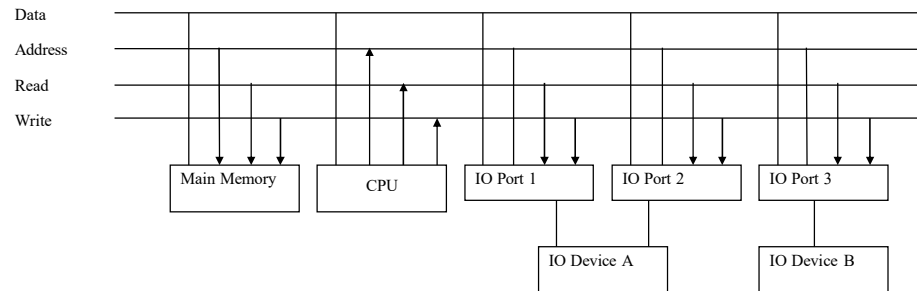 Data
Address
Read
Write
Main Memory
CPU
IO Port 1
IO Port 2
IO Port 3
IO Device A
IO Device B